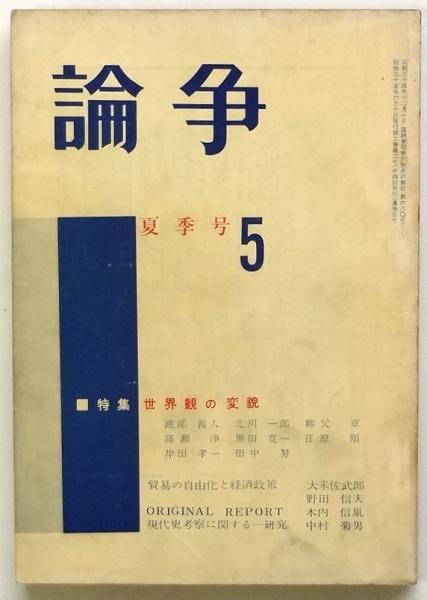 論争
夏季号 5
■ 特集 世界観の変貌
渡部義人 北川一郎 柳父章
高瀬浄 黒田寛一 江原順
岸田孝一 田中努
貿易の自由化と経済政策 大来佐武郎
野田信夫
ORIGINAL REPORT 木内信胤
現代史考察に関する一研究 中村菊男